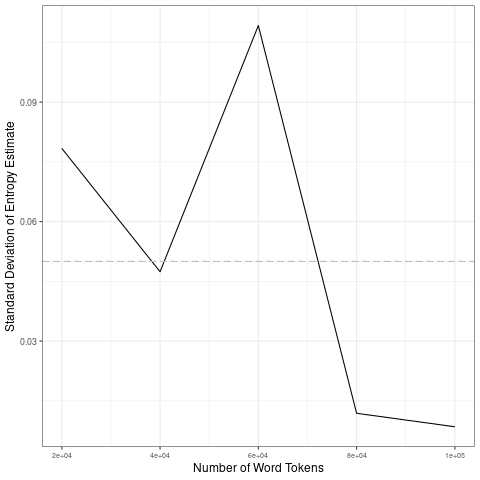 Standard Deviation of Entropy Estimate
0.09
0.06
0.03
2e+04 4e+04 6e+04 8e+04 1e+05
Number of Word Tokens